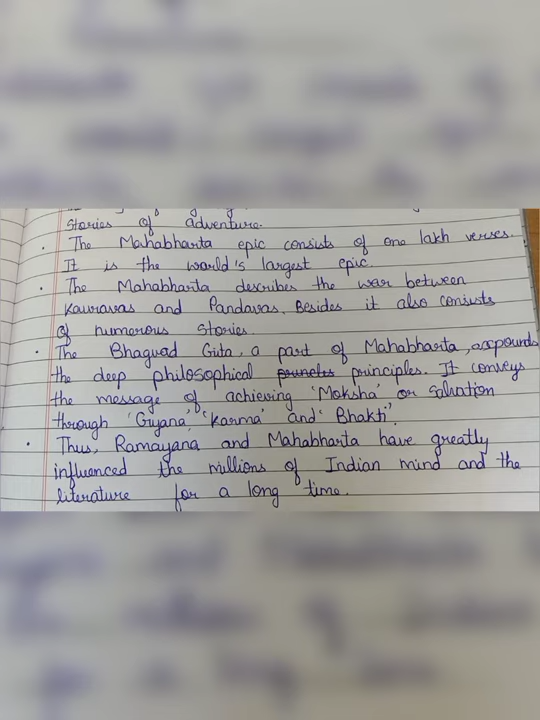 Stories of adventure.
• The Mahabharta epic consists of one lakh verses.
It is the world's largest epic.
• The Mahabharta describes the war between
Kauravas and Pandavas. Besides it also consists
of numerous stories.
• The Bhagvad Gita, a part of Mahabharta, expounds
the deep philosophical principles. It conveys
the message of achieving 'Moksha' or Salvation
through 'Gyana', 'karma' and 'Bhakti'.
• Thus, Ramayana and Mahabharta have greatly
influenced the millions of Indian mind and the
literature for a long time.